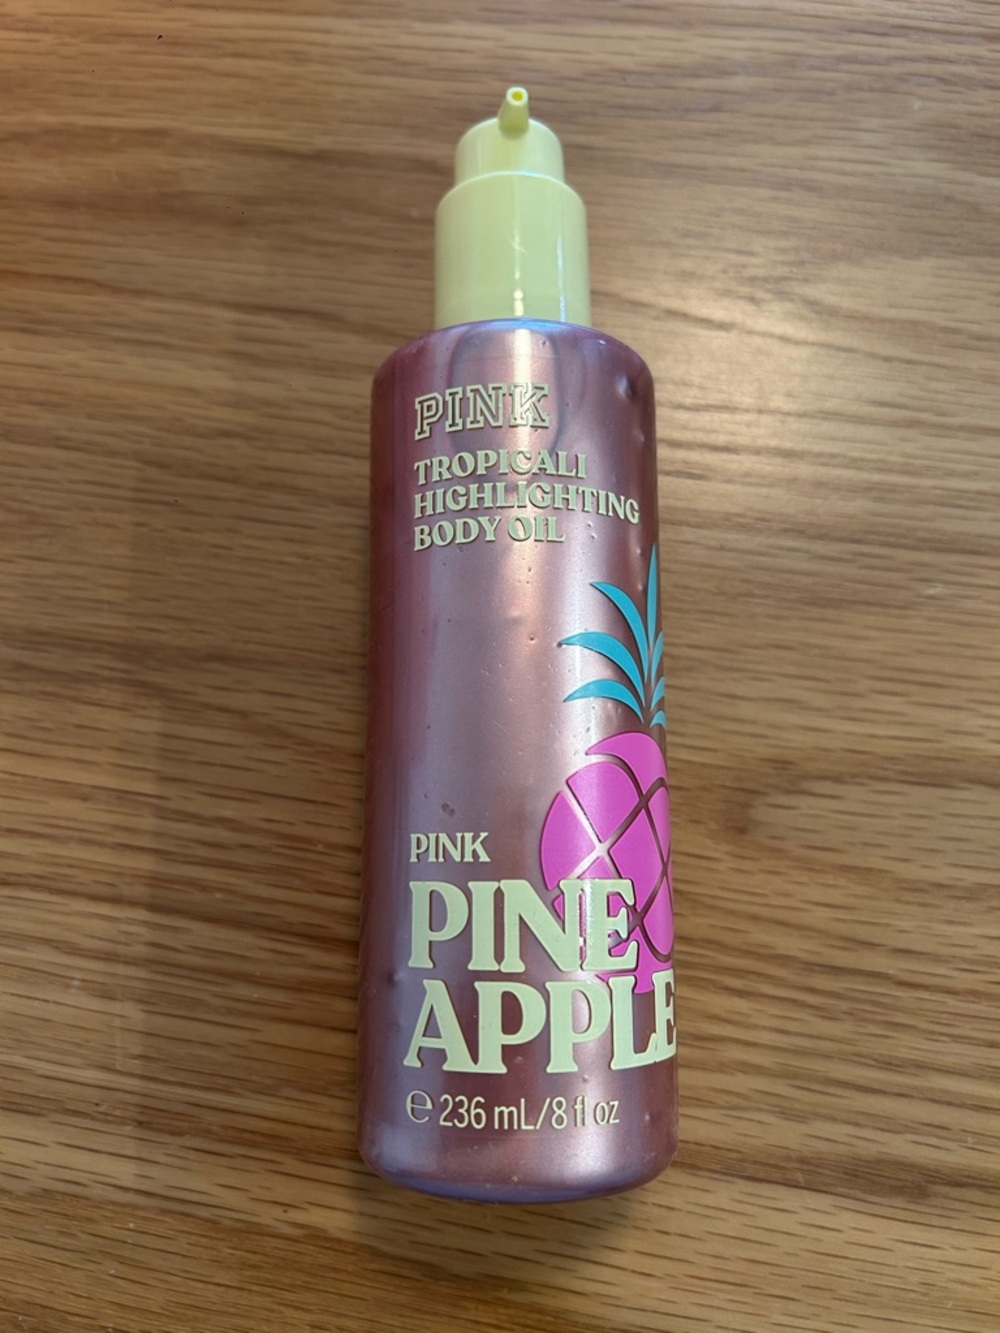 PINK
TROPICALI
HIGHLIGHTING
BODY OIL
PINK
PINE
APPLE
℮ 236 mL/8 fl oz